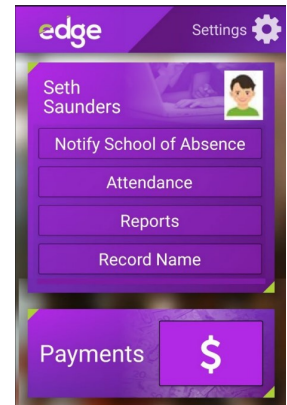 edge
Settings
Seth
Saunders
Notify School of Absence
Attendance
Reports
Record Name
Payments
$